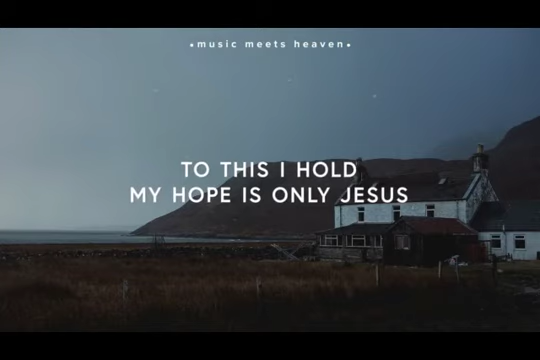 •music meets heaven•
TO THIS I HOLD
MY HOPE IS ONLY JESUS